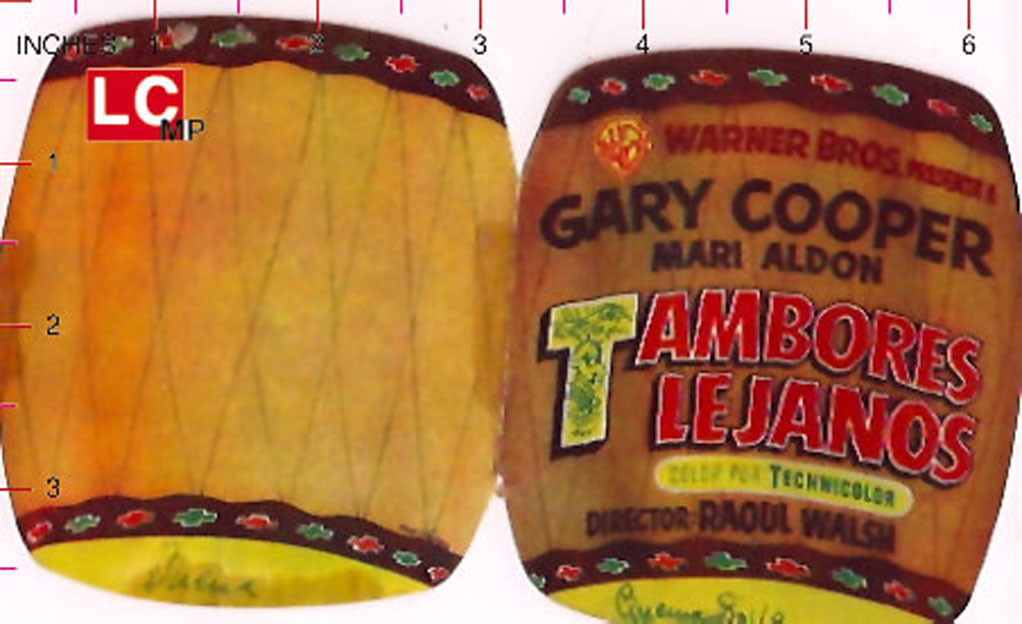 INCHES 1 2 3 4 5 6
LC
MP
1
2
3
WB
WARNER BROS. PRESENTA A
GARY COOPER
MARI ALDON
TAMBORES
LEJANOS
COLOR POR TECHNICOLOR
DIRECTOR RAOUL WALSH